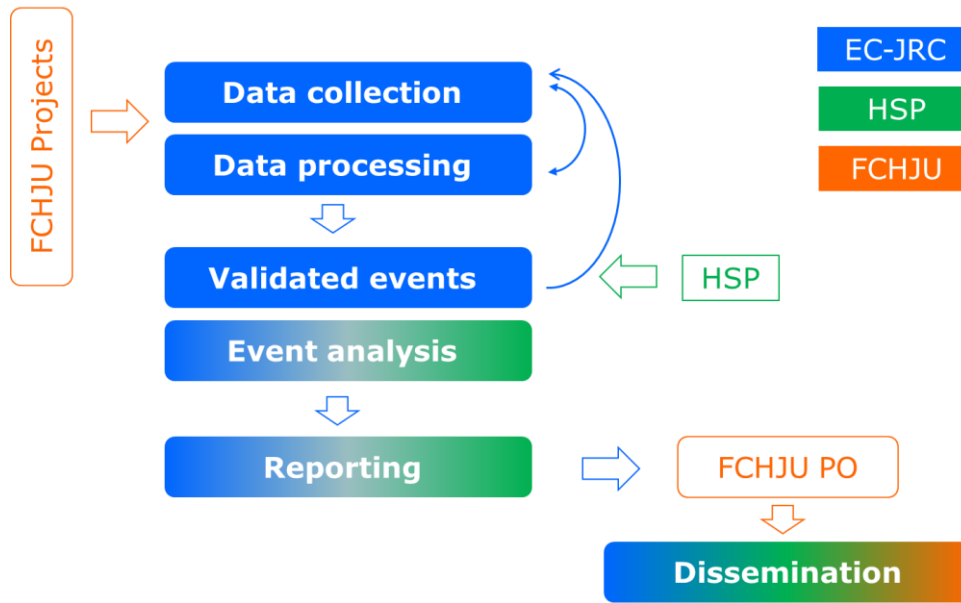 FCHJU Projects
Data collection
Data processing
Validated events
Event analysis
Reporting
EC-JRC
HSP
FCHJU
HSP
FCHJU PO
Dissemination